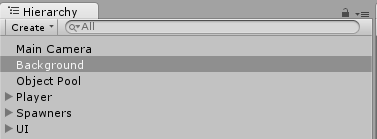 Hierarchy
Create All
Main Camera
Background
Object Pool
Player
Spawners
UI